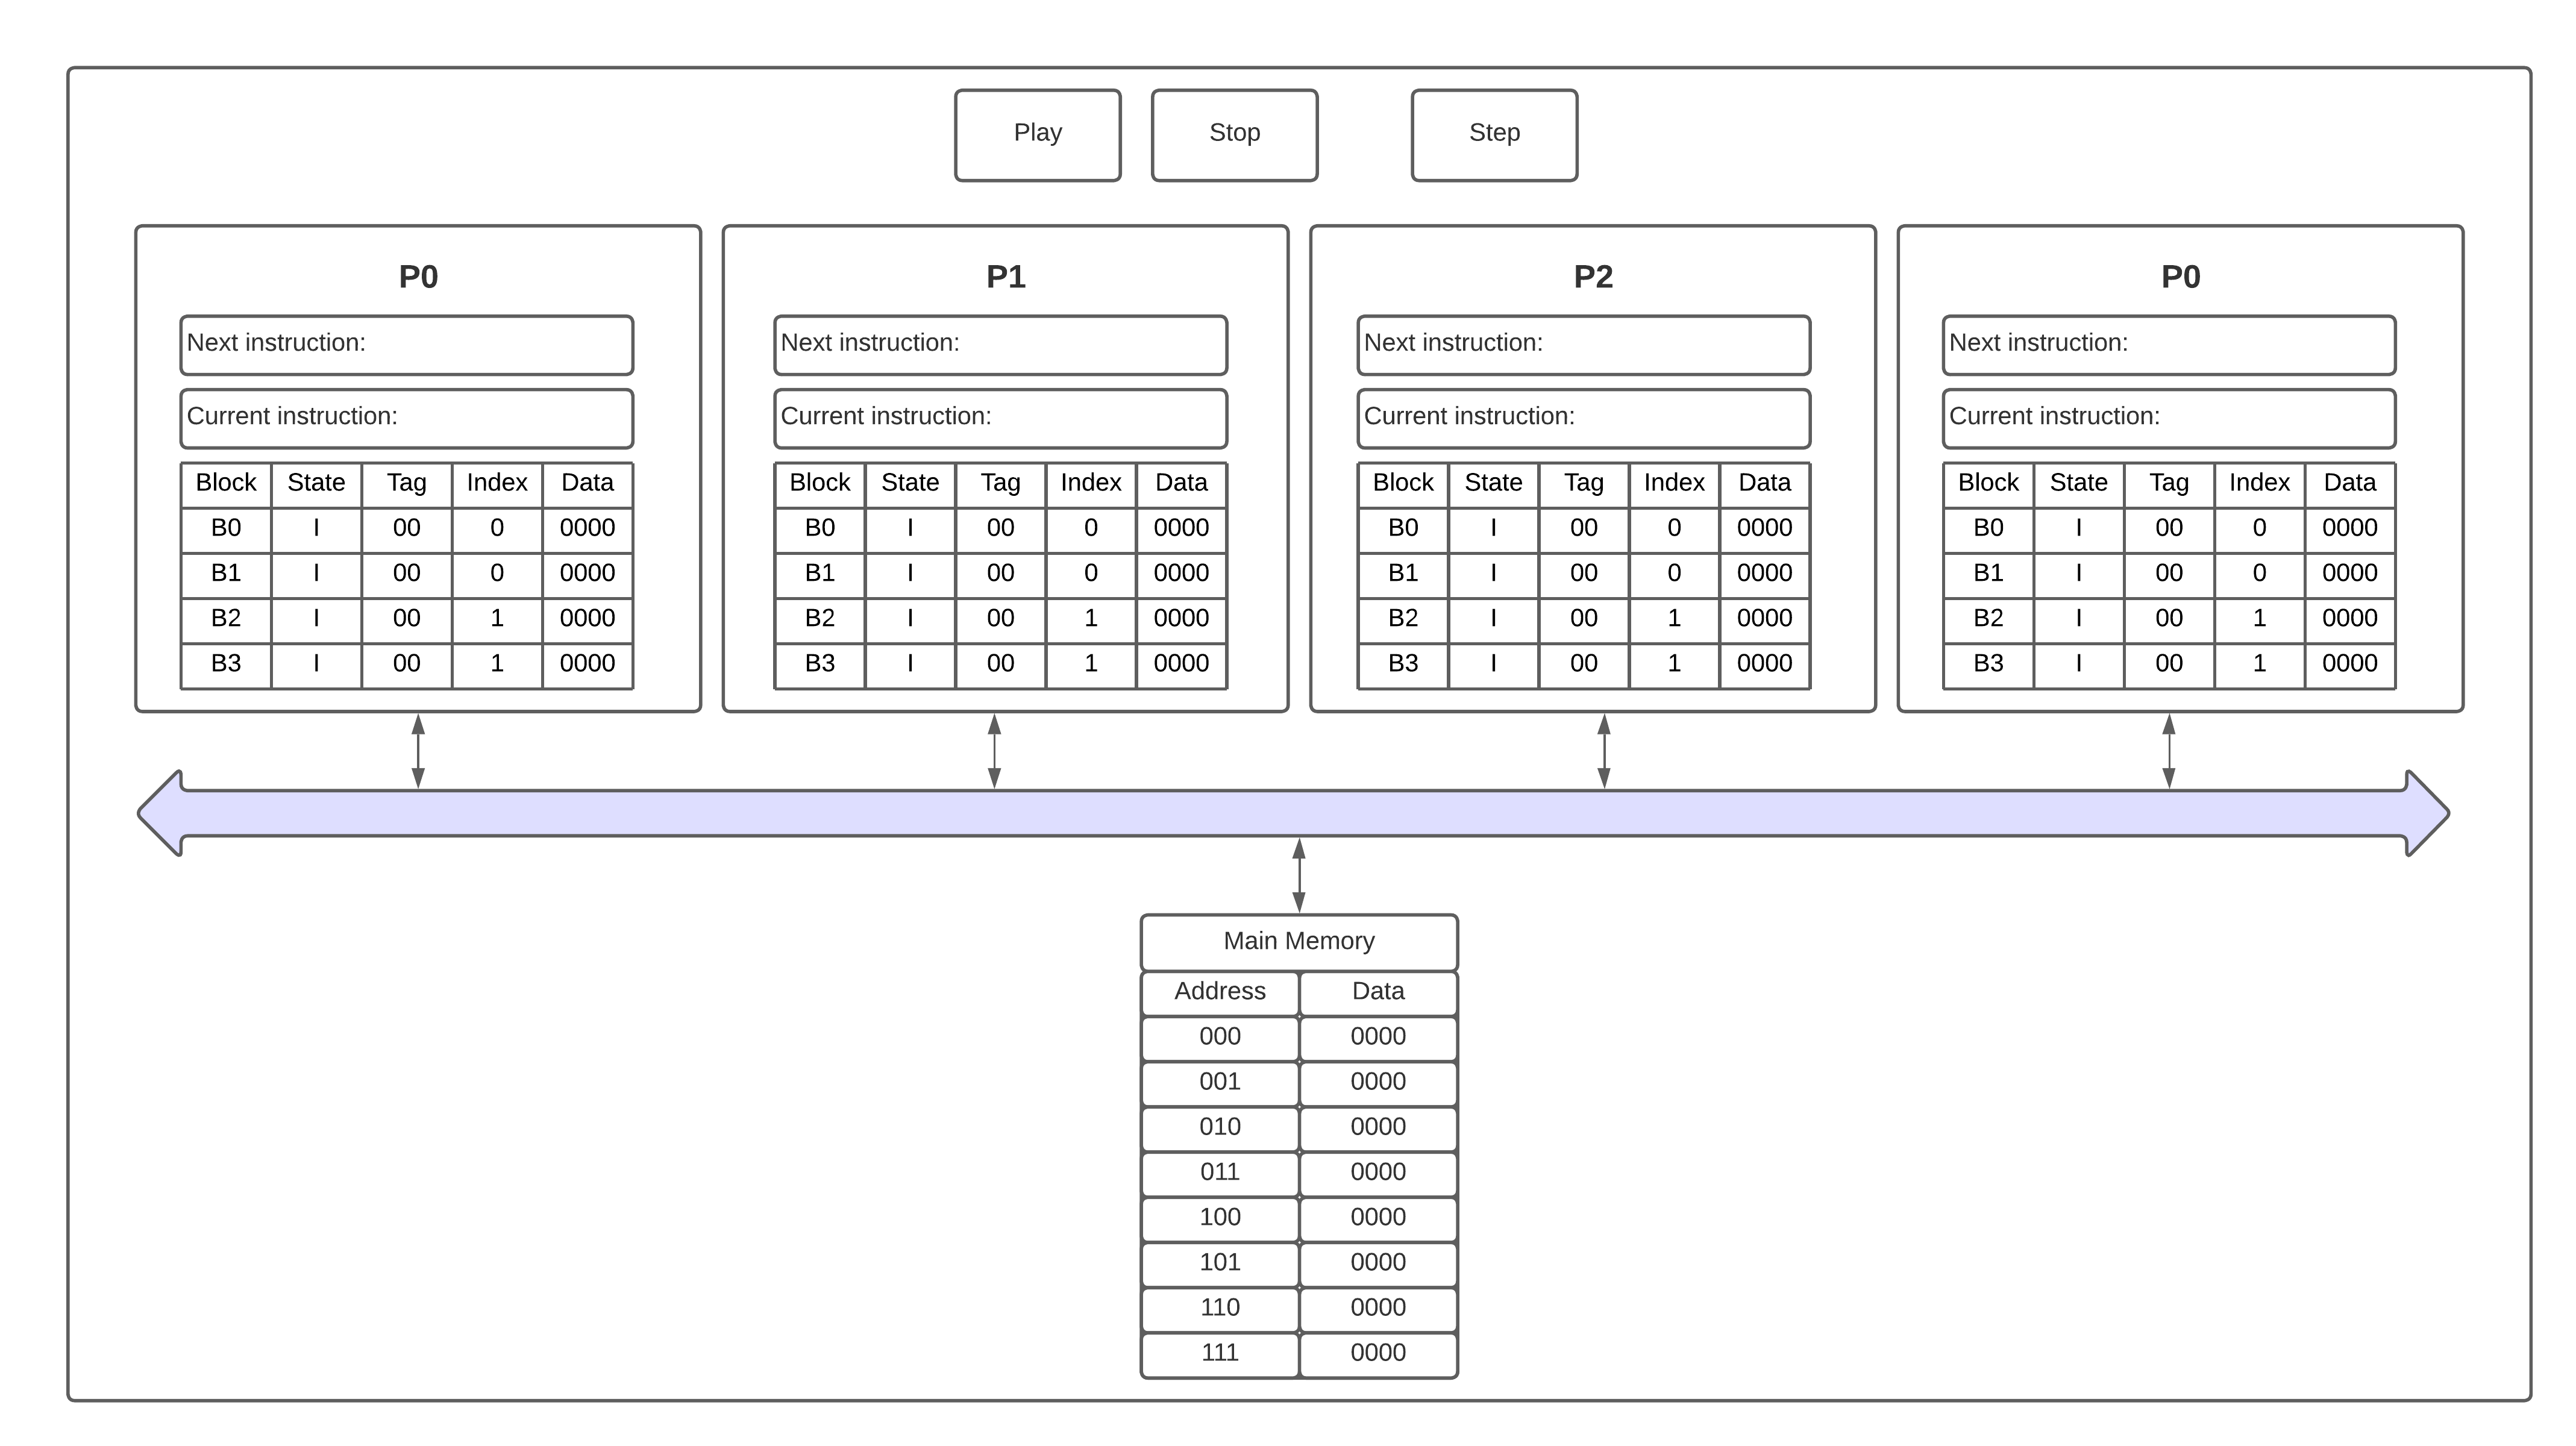 Play Stop Step
P0 P1 P2 P0
Next instruction: Next instruction: Next instruction: Next instruction:
Current instruction: Current instruction: Current instruction: Current instruction:
Block State Tag Index Data Block State Tag Index Data Block State Tag Index Data Block State Tag Index Data
B0 I 00 0 0000 B0 I 00 0 0000 B0 I 00 0 0000 B0 I 00 0 0000
B1 I 00 0 0000 B1 I 00 0 0000 B1 I 00 0 0000 B1 I 00 0 0000
B2 I 00 1 0000 B2 I 00 1 0000 B2 I 00 1 0000 B2 I 00 1 0000
B3 I 00 1 0000 B3 I 00 1 0000 B3 I 00 1 0000 B3 I 00 1 0000
Main Memory
Address Data
000 0000
001 0000
010 0000
011 0000
100 0000
101 0000
110 0000
111 0000